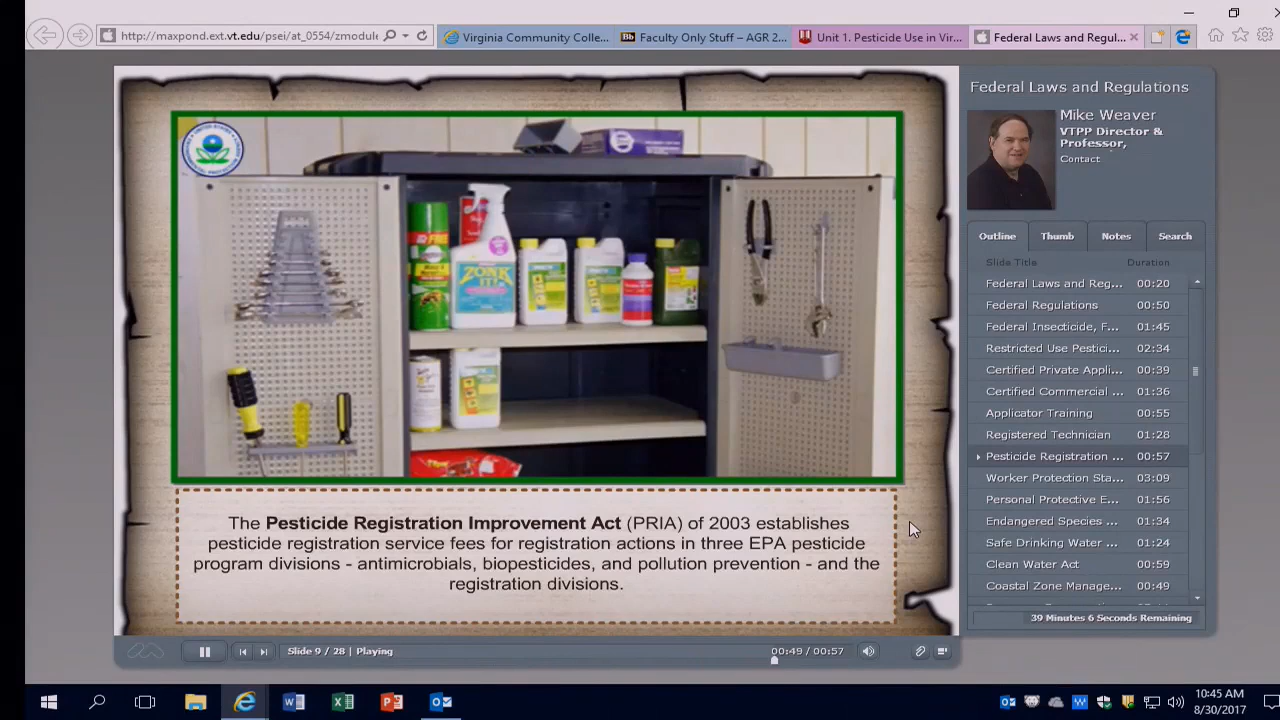 http://maxpond.ext.vt.edu/psei/at_0554/zmodule
Virginia Community Colle...
Faculty Only Stuff – AGR 2...
Unit 1. Pesticide Use in Vir...
Federal Laws and Regul...
ZONK IT!
The Pesticide Registration Improvement Act (PRIA) of 2003 establishes
pesticide registration service fees for registration actions in three EPA pesticide
program divisions - antimicrobials, biopesticides, and pollution prevention - and the
registration divisions.
Slide 9 / 28 | Playing
00:49 / 00:57
Federal Laws and Regulations
Mike Weaver
VTPP Director &
Professor,
Contact
Outline Thumb Notes Search
Slide Title Duration
Federal Laws and Reg... 00:20
Federal Regulations 00:50
Federal Insecticide, F... 01:45
Restricted Use Pestici... 02:34
Certified Private Appli... 00:39
Certified Commercial ... 01:36
Applicator Training 00:55
Registered Technician 01:28
Pesticide Registration ... 00:57
Worker Protection Sta... 03:09
Personal Protective E... 01:56
Endangered Species ... 01:34
Safe Drinking Water ... 01:24
Clean Water Act 00:59
Coastal Zone Manage... 00:49
39 Minutes 6 Seconds Remaining
10:45 AM
8/30/2017